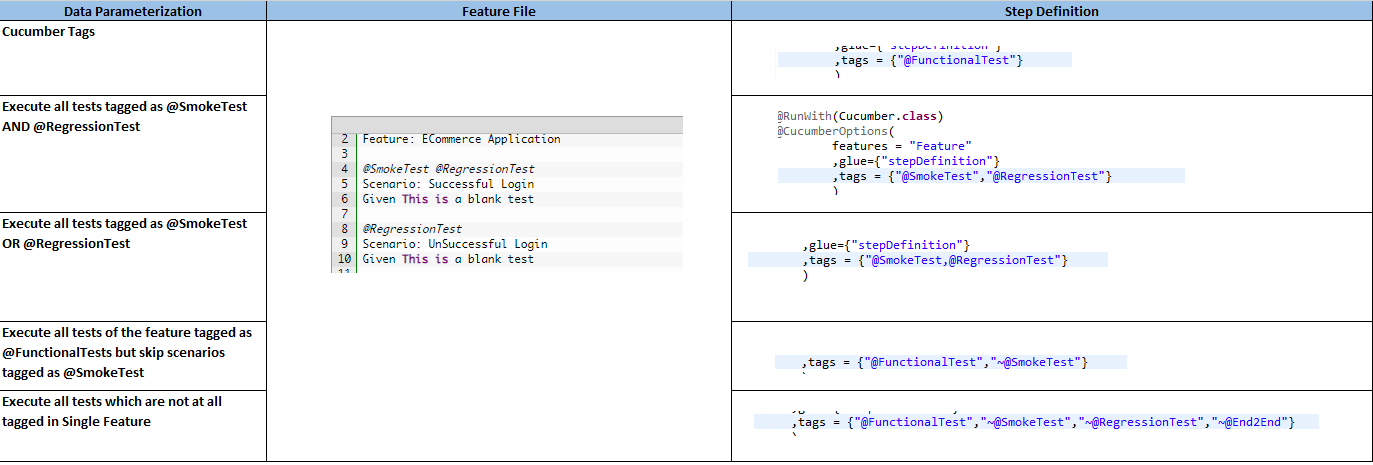 Data Parameterization
Feature File
Step Definition
Cucumber Tags
,glue={"stepDefinition"}
,tags = {"@FunctionalTest"}
)
Execute all tests tagged as @SmokeTest
AND @RegressionTest
2 Feature: ECommerce Application
3
4 @SmokeTest @RegressionTest
5 Scenario: Successful Login
6 Given This is a blank test
7
8 @RegressionTest
9 Scenario: UnSuccessful Login
10 Given This is a blank test
11
@RunWith(Cucumber.class)
@CucumberOptions(
features = "Feature"
,glue={"stepDefinition"}
,tags = {"@SmokeTest","@RegressionTest"}
)
Execute all tests tagged as @SmokeTest
OR @RegressionTest
,glue={"stepDefinition"}
,tags = {"@SmokeTest,@RegressionTest"}
)
Execute all tests of the feature tagged as
@FunctionalTests but skip scenarios
tagged as @SmokeTest
,tags = {"@FunctionalTest","~@SmokeTest"}
Execute all tests which are not at all
tagged in Single Feature
,tags = {"@FunctionalTest","~@SmokeTest","~@RegressionTest","~@End2End"}